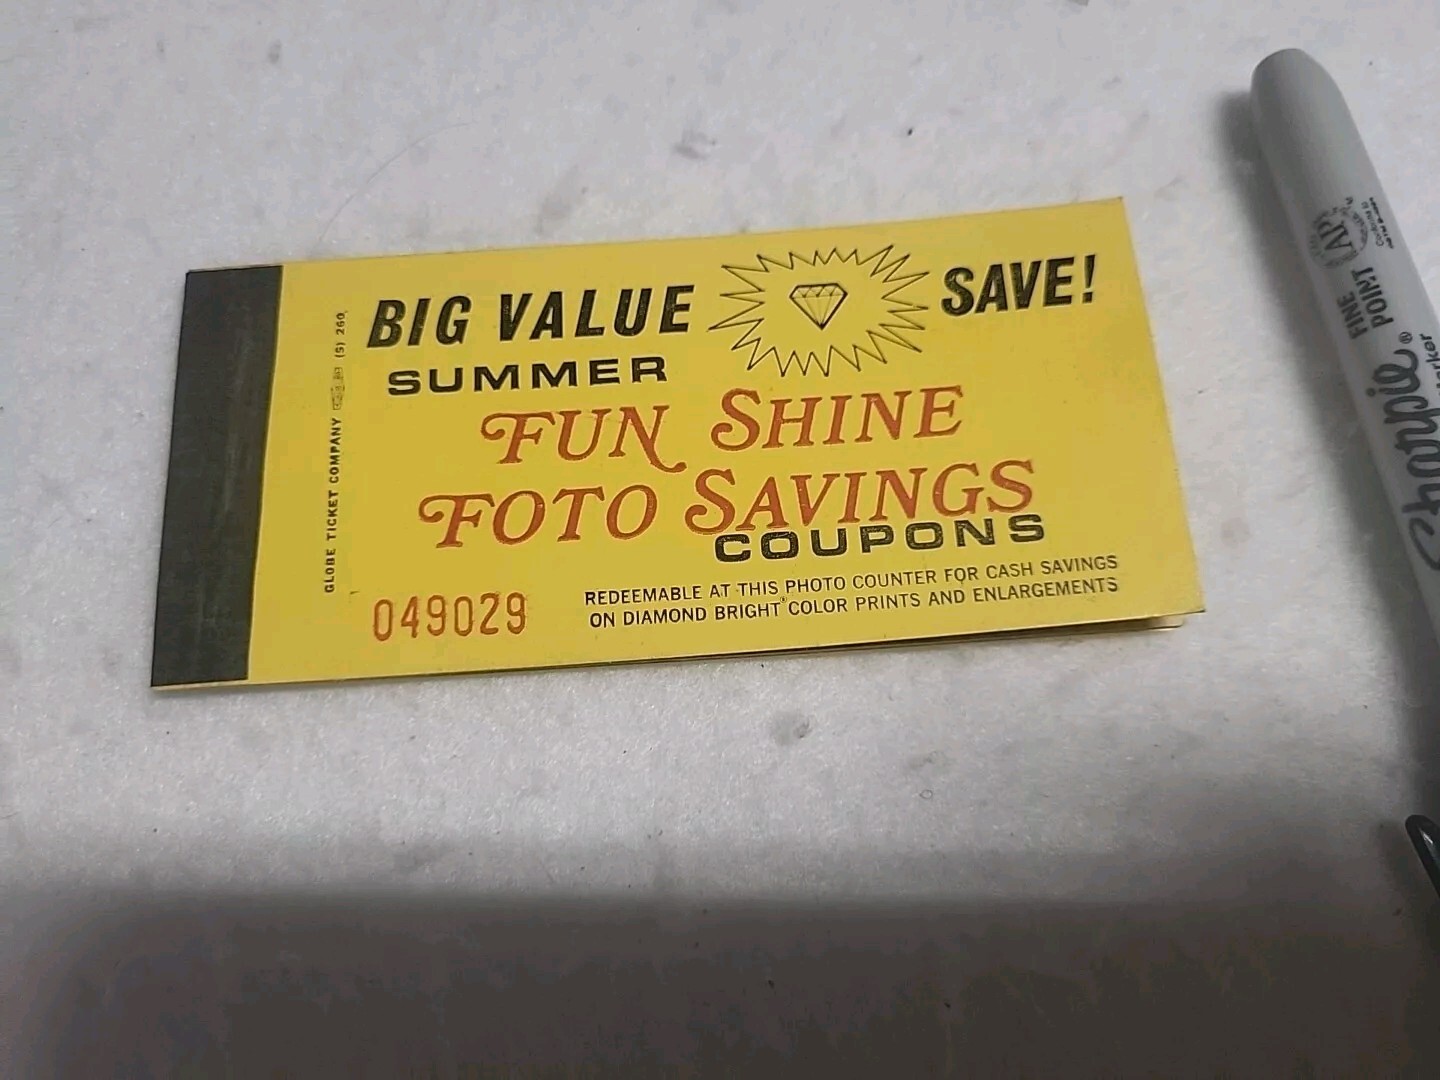 BIG VALUE SAVE!
SUMMER
FUN SHINE
FOTO SAVINGS
COUPONS
REDEEMABLE AT THIS PHOTO COUNTER FOR CASH SAVINGS
ON DIAMOND BRIGHT COLOR PRINTS AND ENLARGEMENTS
049029
GLOBE TICKET COMPANY (S) 260
FINE
POINT
Sharpie®